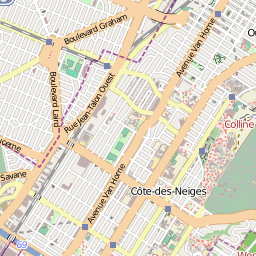 Boulevard Graham
Boulevard Laird
Rue Jean Talon Ouest
Avenue Van Horne
Colline
Savane
Côte-des-Neiges
Avenue Van Horne
69